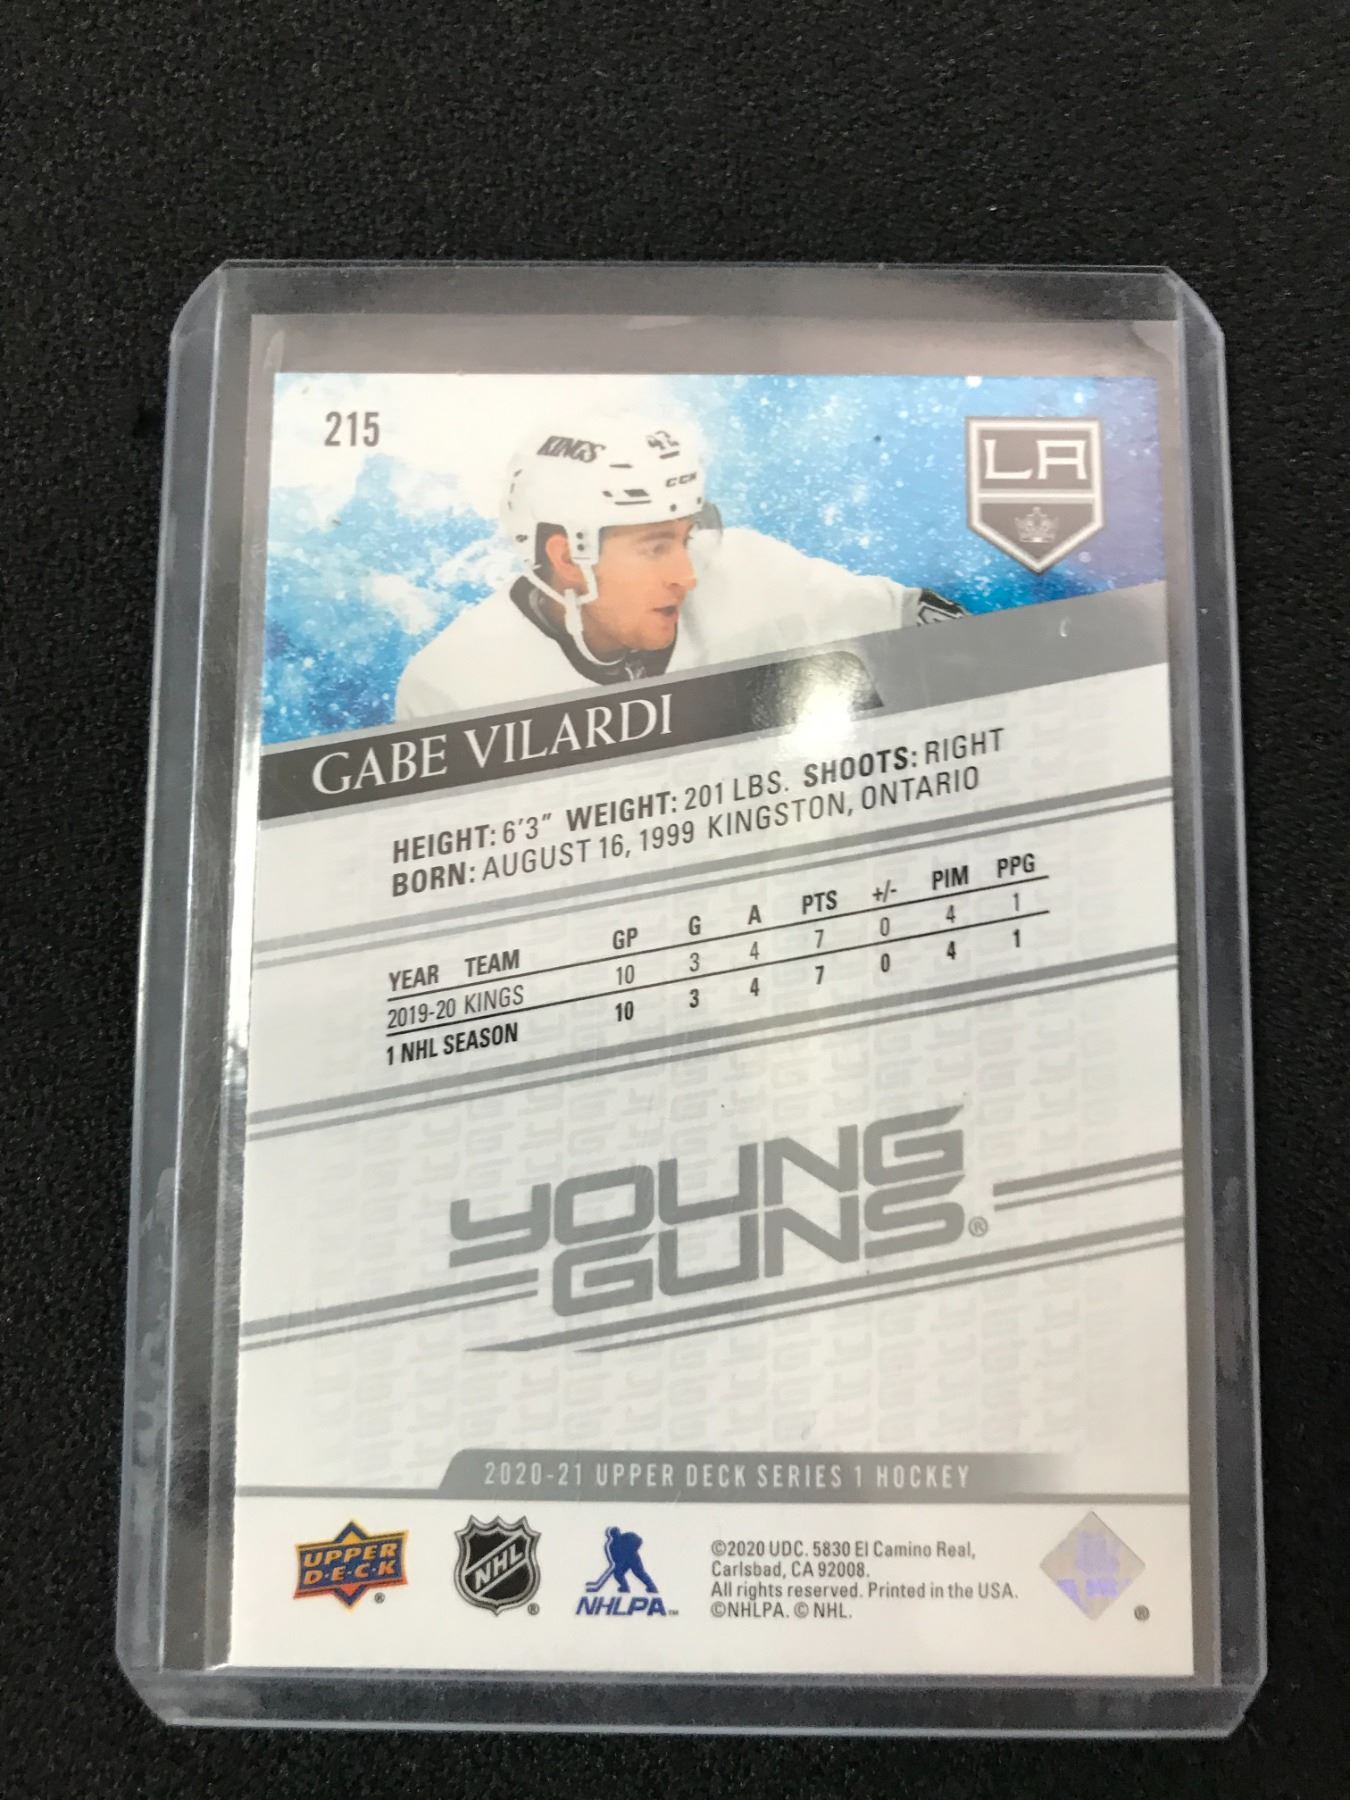 215
KINGS 42
CCM
LA
GABE VILARDI
HEIGHT: 6'3" WEIGHT: 201 LBS. SHOOTS: RIGHT
BORN: AUGUST 16, 1999 KINGSTON, ONTARIO
YEAR TEAM GP G A PTS +/- PIM PPG
2019-20 KINGS 10 3 4 7 0 4 1
1 NHL SEASON 10 3 4 7 0 4 1
YOUNG
GUNS®
2020-21 UPPER DECK SERIES 1 HOCKEY
UPPER
D·E·C·K®
NHL®
NHLPA™
©2020 UDC. 5830 El Camino Real,
Carlsbad, CA 92008.
All rights reserved. Printed in the USA.
©NHLPA. © NHL.
®